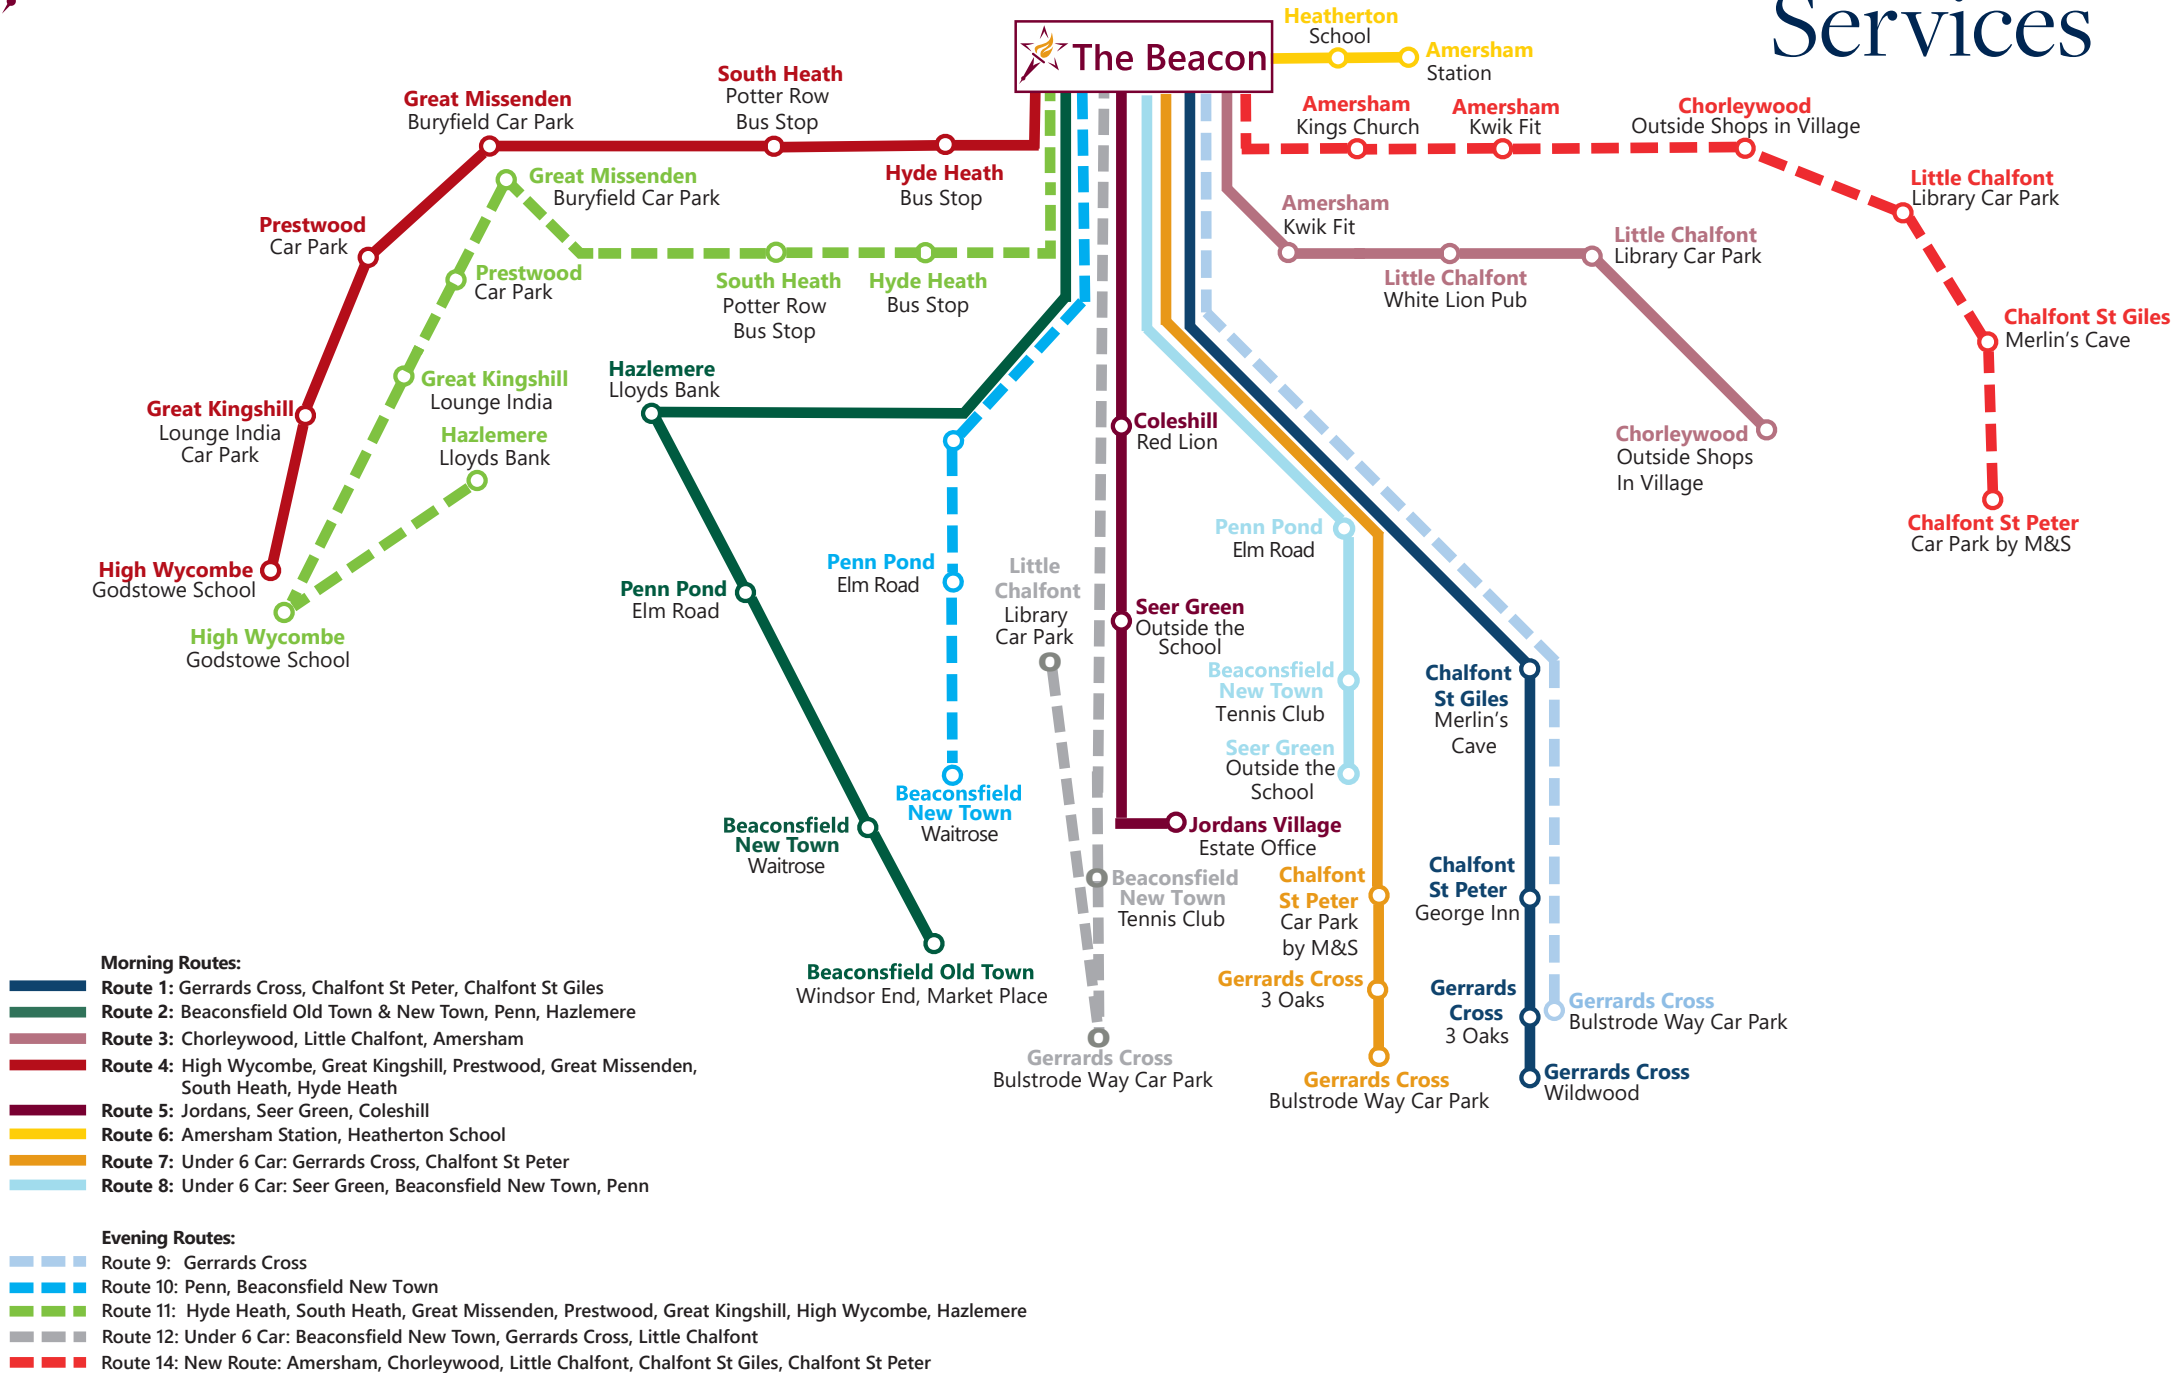 Services
The Beacon
Heatherton
School
Amersham
Station
South Heath
Potter Row
Bus Stop
Great Missenden
Buryfield Car Park
Hyde Heath
Bus Stop
Prestwood
Car Park
Great Kingshill
Lounge India
Car Park
High Wycombe
Godstowe School
Great Missenden
Buryfield Car Park
Prestwood
Car Park
South Heath
Potter Row
Bus Stop
Hyde Heath
Bus Stop
Great Kingshill
Lounge India
Hazlemere
Lloyds Bank
High Wycombe
Godstowe School
Hazlemere
Lloyds Bank
Penn Pond
Elm Road
Beaconsfield
New Town
Waitrose
Beaconsfield Old Town
Windsor End, Market Place
Penn Pond
Elm Road
Beaconsfield
New Town
Waitrose
Little
Chalfont
Library
Car Park
Beaconsfield
New Town
Tennis Club
Gerrards Cross
Bulstrode Way Car Park
Coleshill
Red Lion
Seer Green
Outside the
School
Jordans Village
Estate Office
Penn Pond
Elm Road
Beaconsfield
New Town
Tennis Club
Seer Green
Outside the
School
Chalfont
St Peter
Car Park
by M&S
Gerrards Cross
3 Oaks
Gerrards Cross
Bulstrode Way Car Park
Chalfont
St Giles
Merlin's
Cave
Chalfont
St Peter
George Inn
Gerrards
Cross
3 Oaks
Gerrards Cross
Wildwood
Gerrards Cross
Bulstrode Way Car Park
Amersham
Kings Church
Amersham
Kwik Fit
Chorleywood
Outside Shops in Village
Little Chalfont
Library Car Park
Chalfont St Giles
Merlin's Cave
Chalfont St Peter
Car Park by M&S
Amersham
Kwik Fit
Little Chalfont
White Lion Pub
Little Chalfont
Library Car Park
Chorleywood
Outside Shops
In Village
Morning Routes:
Route 1: Gerrards Cross, Chalfont St Peter, Chalfont St Giles
Route 2: Beaconsfield Old Town & New Town, Penn, Hazlemere
Route 3: Chorleywood, Little Chalfont, Amersham
Route 4: High Wycombe, Great Kingshill, Prestwood, Great Missenden,
South Heath, Hyde Heath
Route 5: Jordans, Seer Green, Coleshill
Route 6: Amersham Station, Heatherton School
Route 7: Under 6 Car: Gerrards Cross, Chalfont St Peter
Route 8: Under 6 Car: Seer Green, Beaconsfield New Town, Penn
Evening Routes:
Route 9: Gerrards Cross
Route 10: Penn, Beaconsfield New Town
Route 11: Hyde Heath, South Heath, Great Missenden, Prestwood, Great Kingshill, High Wycombe, Hazlemere
Route 12: Under 6 Car: Beaconsfield New Town, Gerrards Cross, Little Chalfont
Route 14: New Route: Amersham, Chorleywood, Little Chalfont, Chalfont St Giles, Chalfont St Peter